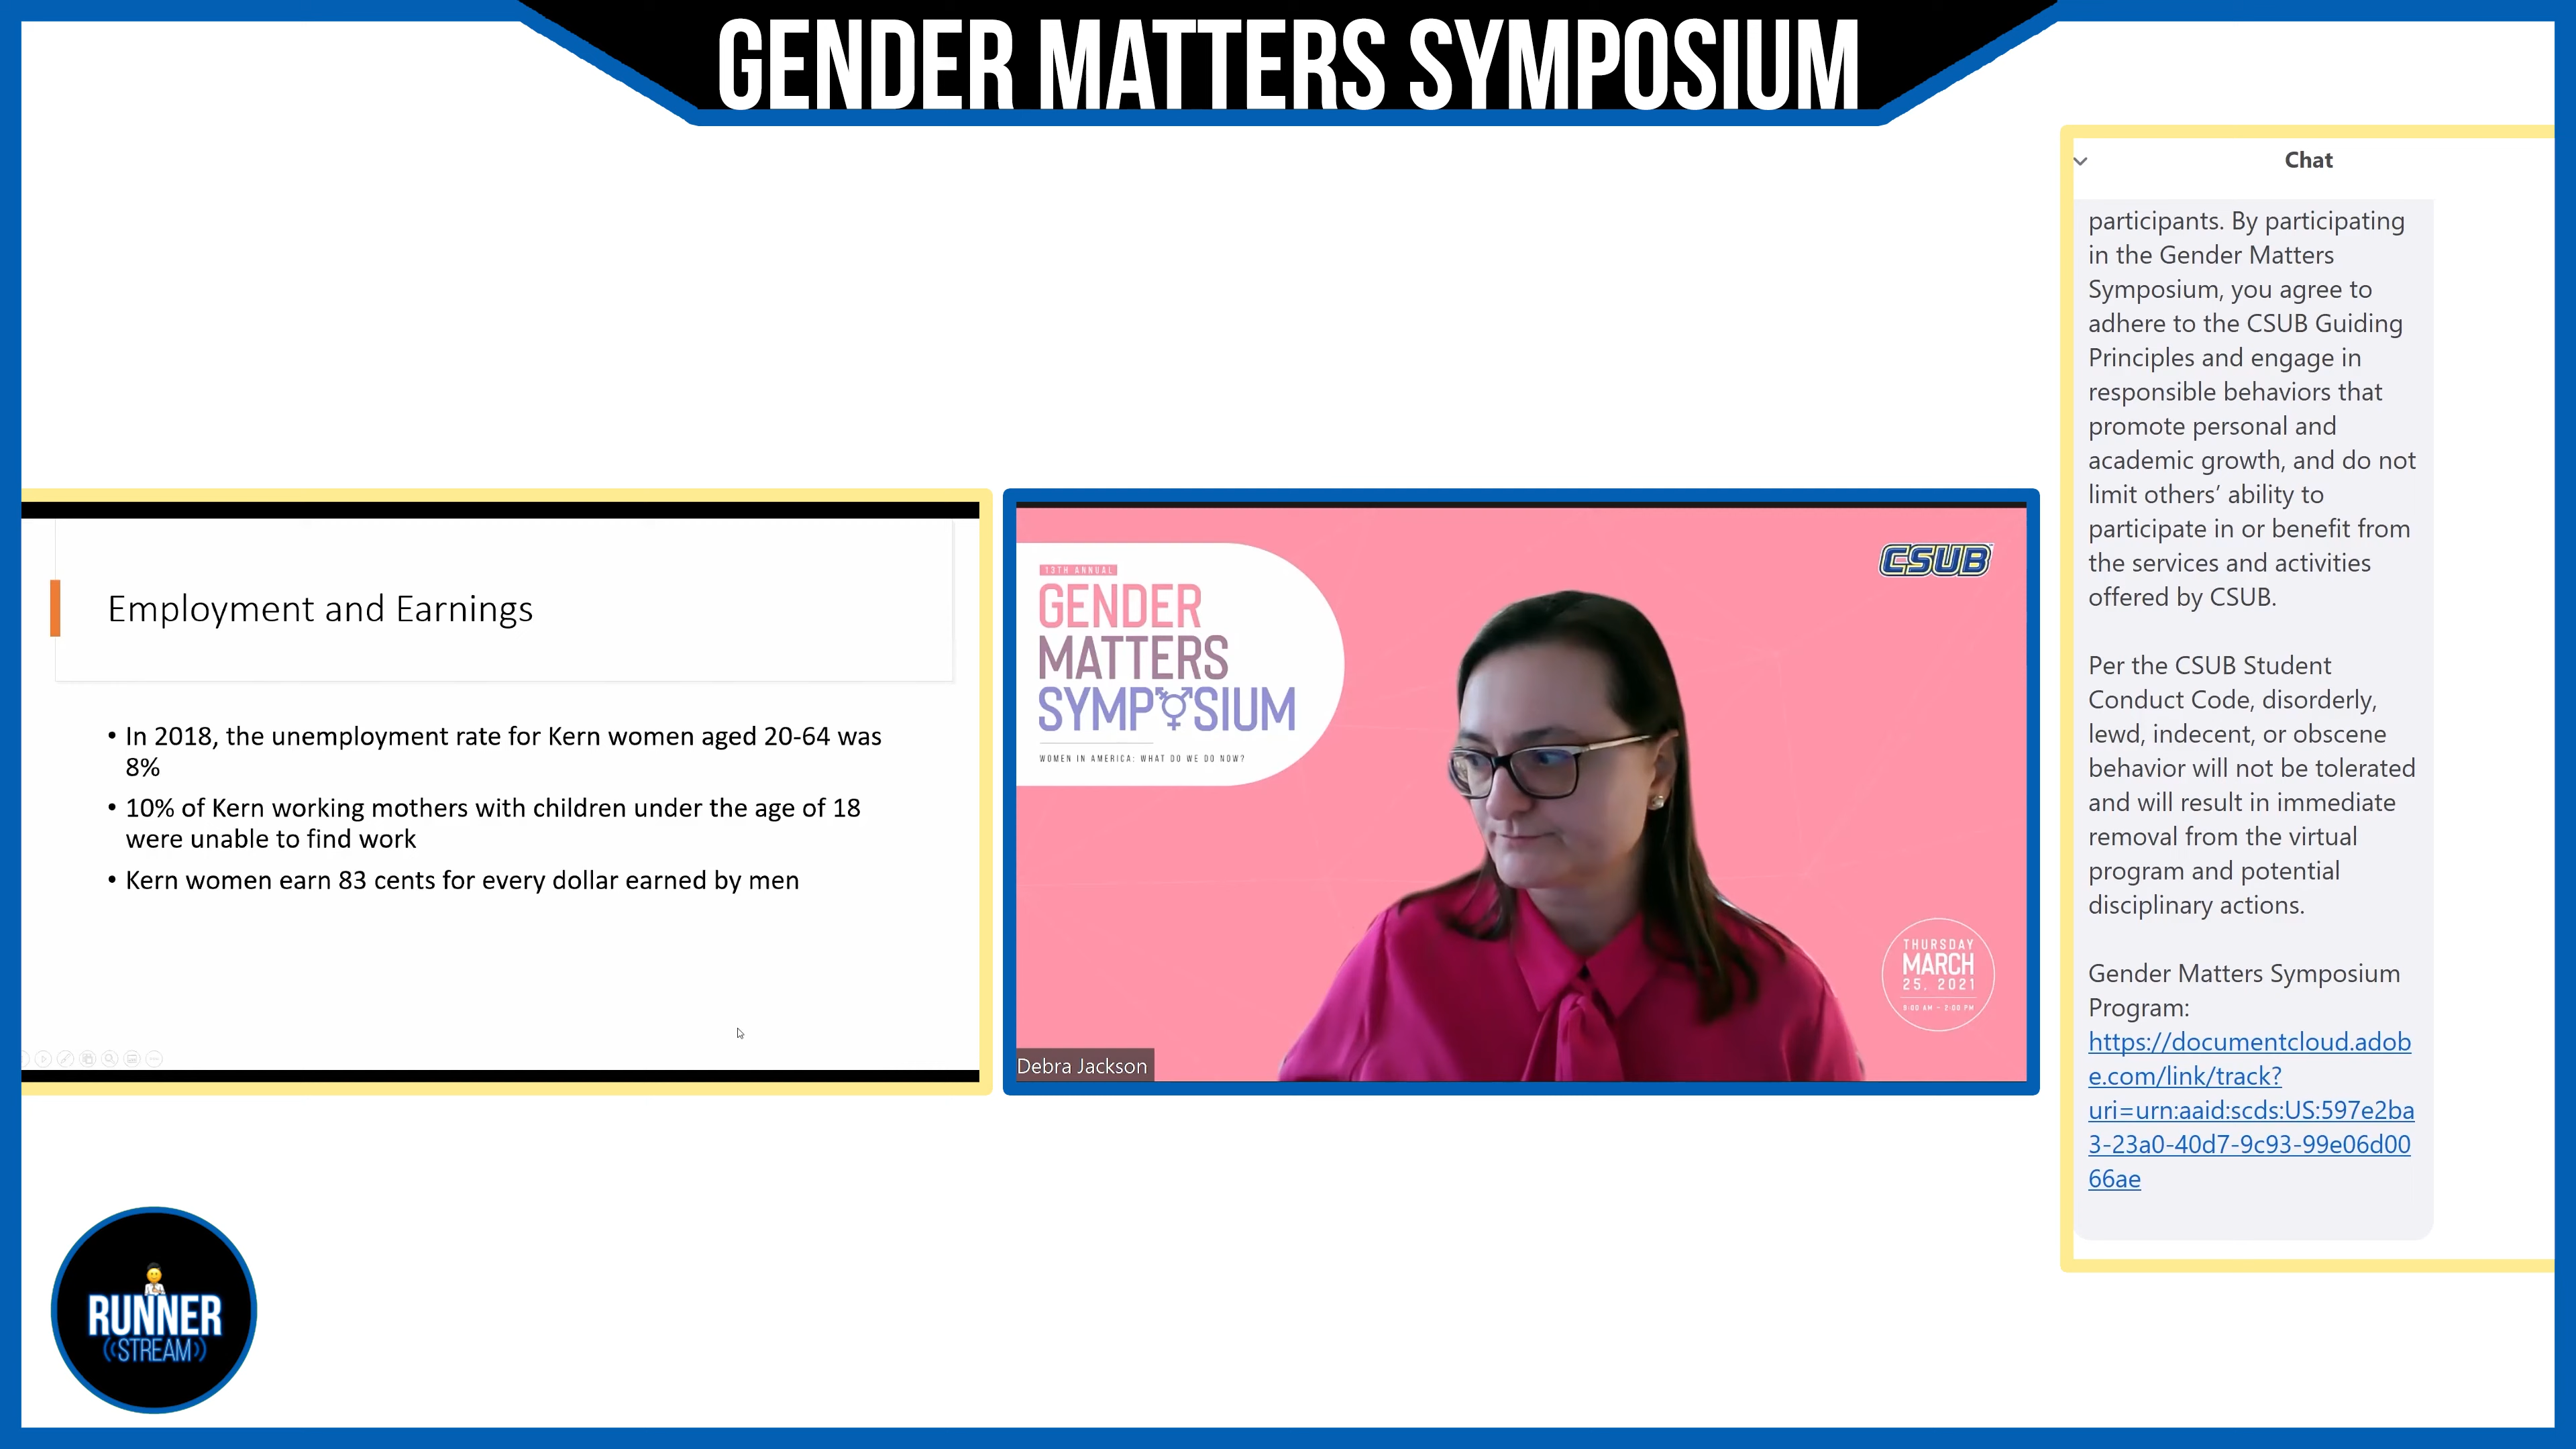 GENDER MATTERS SYMPOSIUM
Employment and Earnings
• In 2018, the unemployment rate for Kern women aged 20-64 was
8%
• 10% of Kern working mothers with children under the age of 18
were unable to find work
• Kern women earn 83 cents for every dollar earned by men
13TH ANNUAL
GENDER
MATTERS
SYMPOSIUM
WOMEN IN AMERICA: WHAT DO WE DO NOW?
CSUB
THURSDAY
MARCH
25, 2021
9:00 AM – 2:00 PM
Debra Jackson
Chat
participants. By participating
in the Gender Matters
Symposium, you agree to
adhere to the CSUB Guiding
Principles and engage in
responsible behaviors that
promote personal and
academic growth, and do not
limit others’ ability to
participate in or benefit from
the services and activities
offered by CSUB.
Per the CSUB Student
Conduct Code, disorderly,
lewd, indecent, or obscene
behavior will not be tolerated
and will result in immediate
removal from the virtual
program and potential
disciplinary actions.
Gender Matters Symposium
Program:
https://documentcloud.adob
e.com/link/track?
uri=urn:aaid:scds:US:597e2ba
3-23a0-40d7-9c93-99e06d00
66ae
RUNNER
STREAM